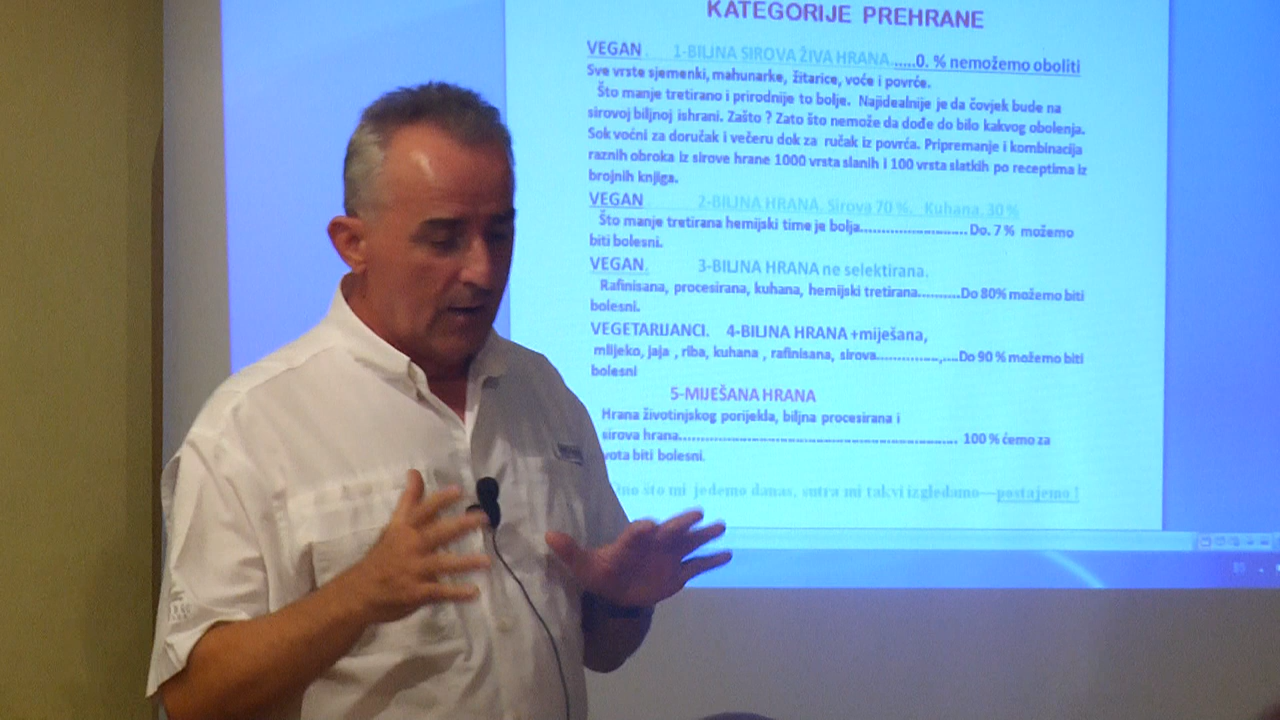 KATEGORIJE PREHRANE
VEGAN. 1-BILJNA SIROVA ŽIVA HRANA.....0. % nemožemo oboliti
Sve vrste sjemenki, mahunarke, žitarice, voće i povrće.
Što manje tretirano i prirodnije to bolje. Najidealnije je da čovjek bude na
sirovoj biljnoj ishrani. Zašto ? Zato što nemože da dođe do bilo kakvog obolenja.
Sok voćni za doručak i večeru dok za ručak iz povrća. Pripremanje i kombinacija
raznih obroka iz sirove hrane 1000 vrsta slanih i 100 vrsta slatkih po receptima iz
brojnih knjiga.
VEGAN 2-BILJNA HRANA. Sirova 70 %. Kuhana. 30 %
Što manje tretirana hemijski time je bolja........................... Do. 7 % možemo
biti bolesni.
VEGAN. 3-BILJNA HRANA ne selektirana.
Rafinisana, procesirana, kuhana, hemijski tretirana..........Do 80% možemo biti
bolesni.
VEGETARIJANCI. 4-BILJNA HRANA +miješana,
mlijeko, jaja , riba, kuhana , rafinisana, sirova...............,....Do 90 % možemo biti
bolesni
5-MIJEŠANA HRANA
Hrana životinjskog porijekla, biljna procesirana i
sirova hrana.................................................................... 100 % ćemo za
vota biti bolesni.
no što mi jedemo danas, sutra mi takvi izgledamo—postajemo !